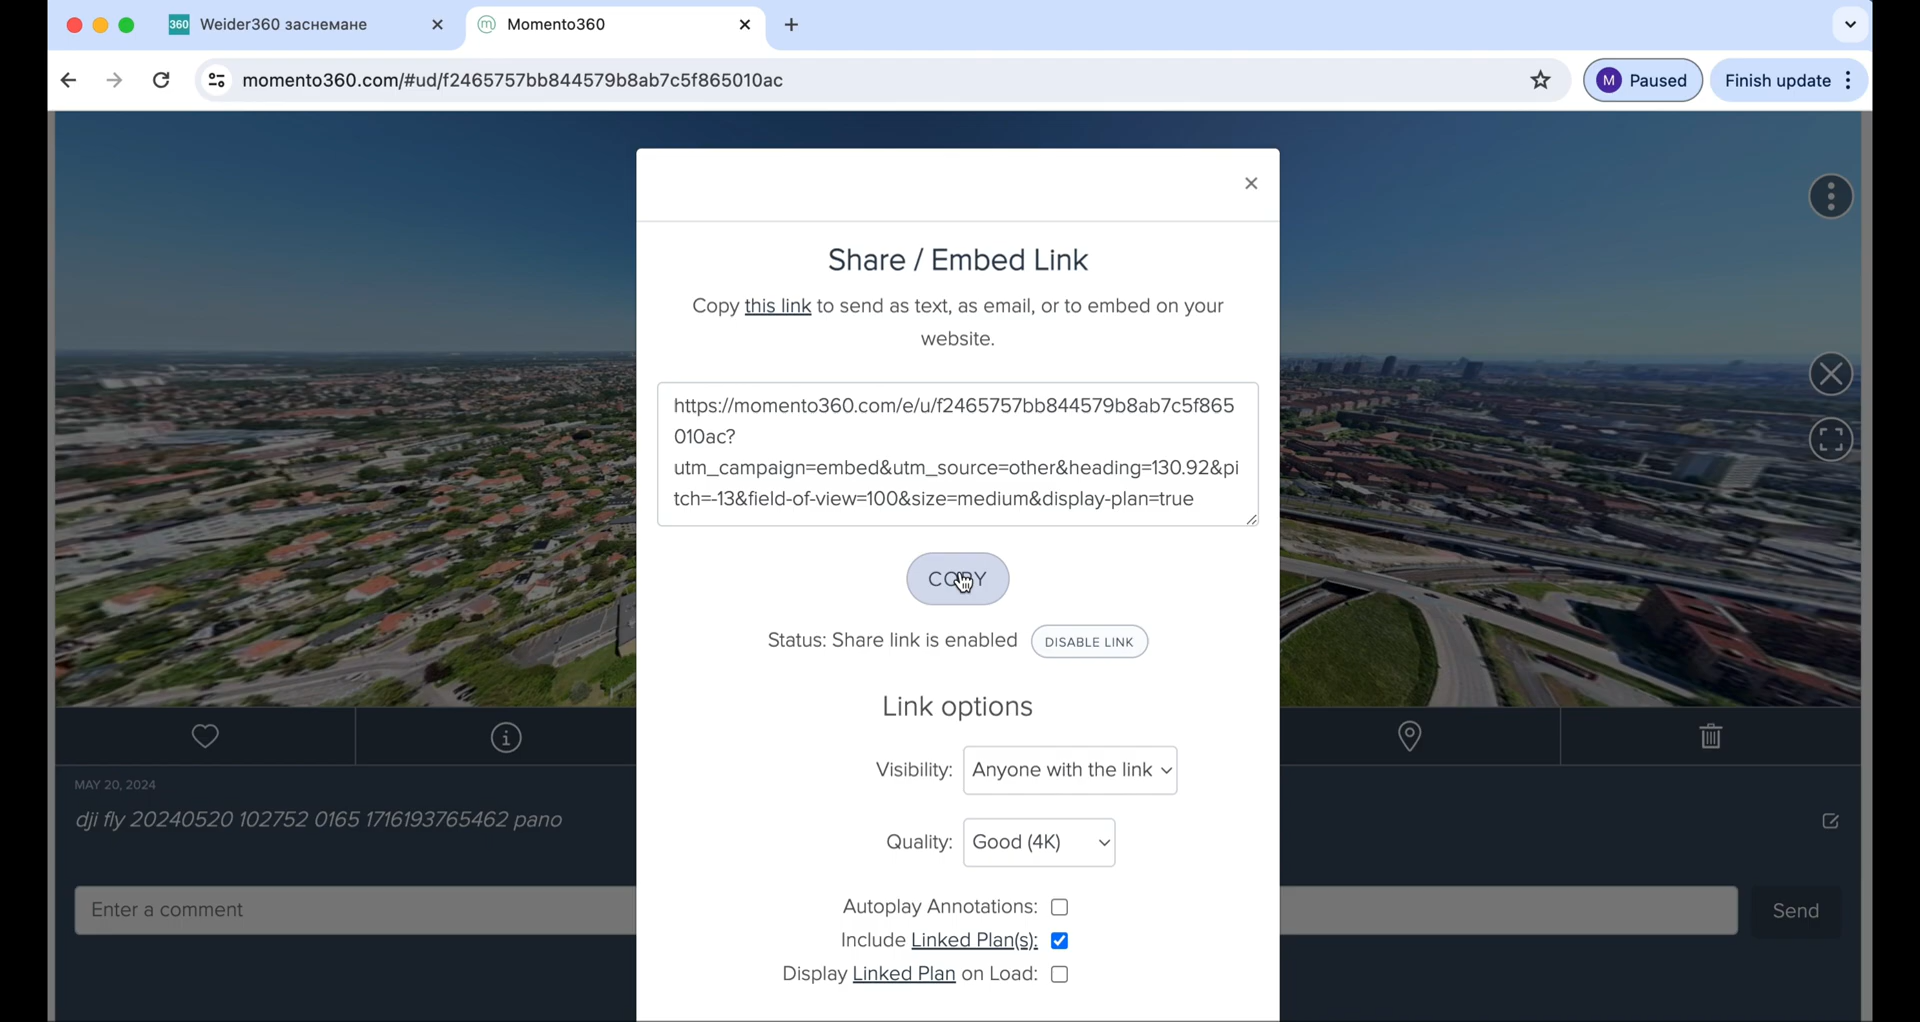 360 Weider360 заснемане
m Momento360
momento360.com/#ud/f2465757bb844579b8ab7c5f865010ac
M Paused
Finish update
Share / Embed Link
Copy this link to send as text, as email, or to embed on your
website.
https://momento360.com/e/u/f2465757bb844579b8ab7c5f865
010ac?
utm_campaign=embed&utm_source=other&heading=130.92&pi
tch=-13&field-of-view=100&size=medium&display-plan=true
COPY
Status: Share link is enabled DISABLE LINK
Link options
Visibility: Anyone with the link
Quality: Good (4K)
Autoplay Annotations:
Include Linked Plan(s):
Display Linked Plan on Load:
MAY 20, 2024
dji fly 20240520 102752 0165 1716193765462 pano
Enter a comment
Send